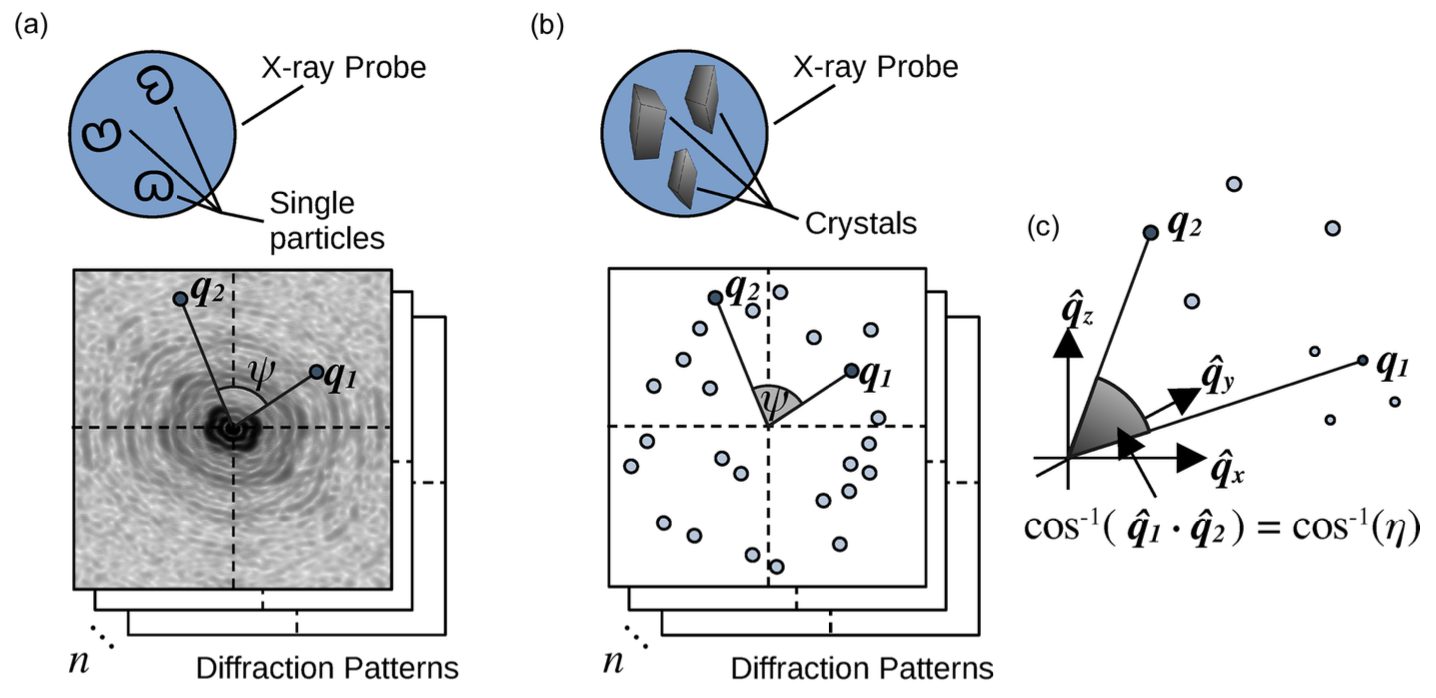 (a)
X-ray Probe
Single
particles
q2
ψ
q1
n
Diffraction Patterns
(b)
X-ray Probe
Crystals
q2
ψ
q1
n
Diffraction Patterns
(c)
q2
q̂z
q̂y
q1
q̂x
cos⁻¹( q̂1 · q̂2 ) = cos⁻¹(η)